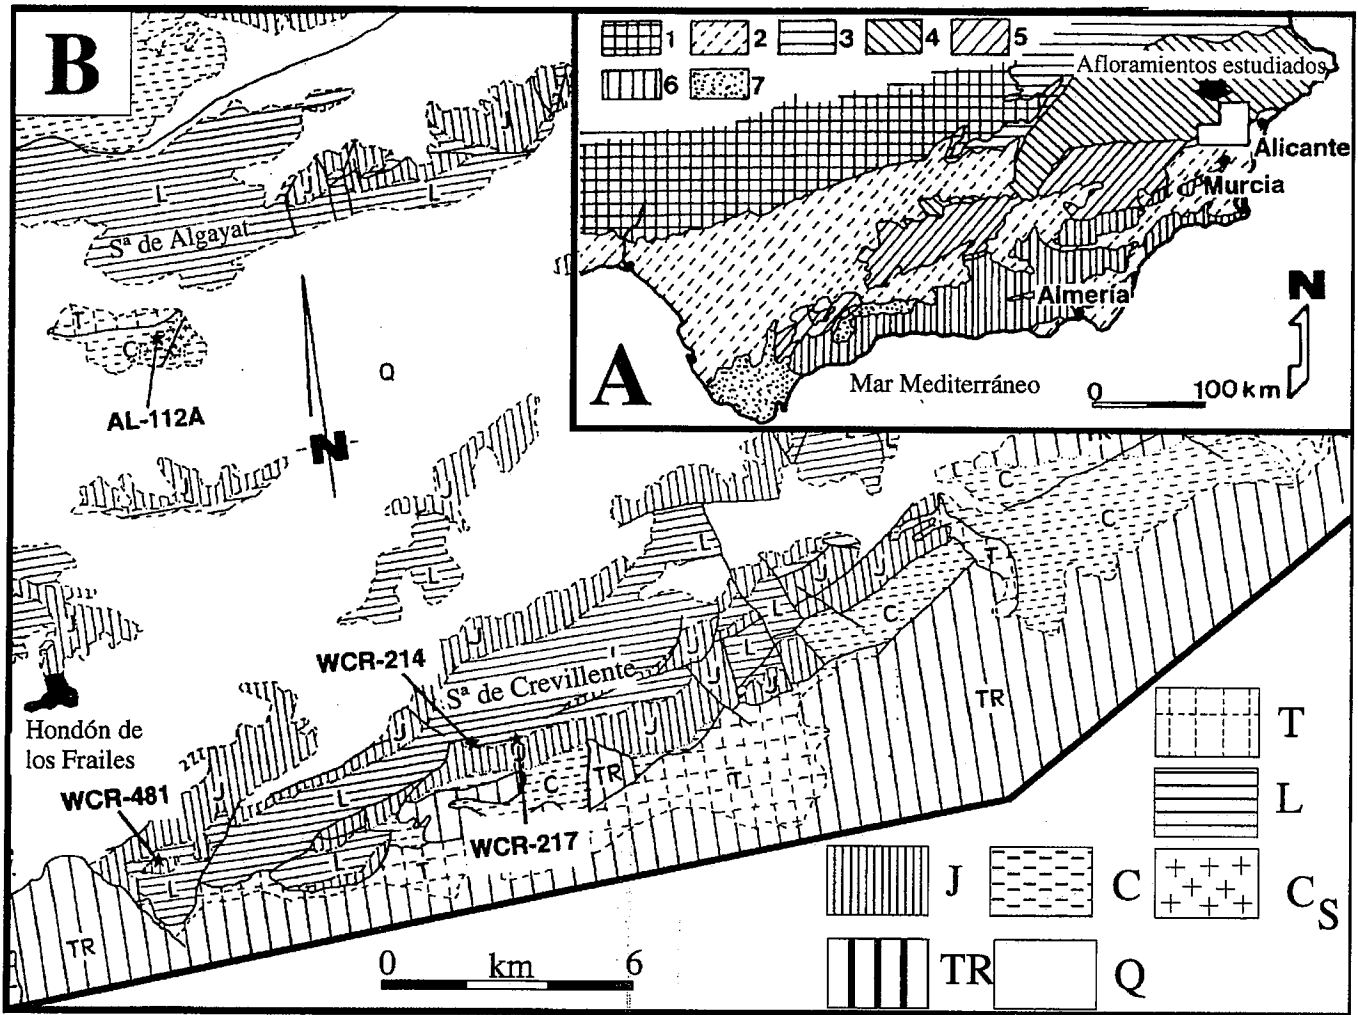 B
1
2
3
4
5
6
7
Afloramientos estudiados
Alicante
Murcia
Almería
N
A
Mar Mediterráneo
0
100 km
J
J
J
L
L
Sª de Algayat
T
C
AL-112A
Q
N
J
J
L
L
L
TR
C
C
T
J
L
J
J
L
C
J
WCR-214
Sª de Crevillente
L
J
J
L
J
Hondón de
los Frailes
J
J
J
TR
TR
T
WCR-481
L
C
T
WCR-217
L
L
T
TR
0
km
6
T
L
J
C
CS
TR
Q